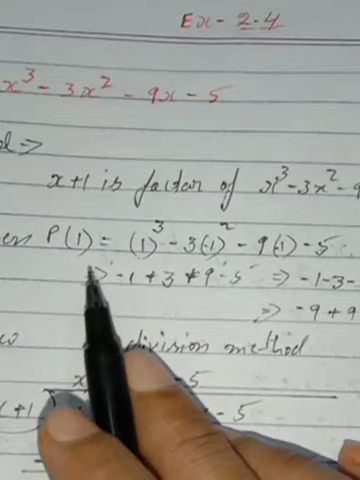 Ex - 2.4
x³ - 3x² - 9x - 5
x+1 is factor of x³-3x²-9
P(1) = (1)³ - 3(-1)² - 9(-1) - 5
⇒ -1 + 3 + 9 - 5 ⇒ -1-3-
⇒ -9+9
division method
x - 5
x+1 - 5